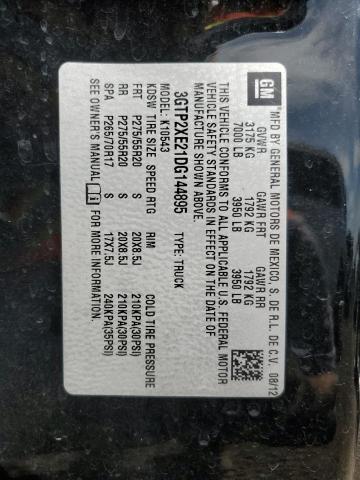 GM
MFD BY GENERAL MOTORS DE MEXICO, S. DE R.L. DE C.V. 08/12
GVWR GAWR FRT GAWR RR
3175 KG 1792 KG 1792 KG
7000 LB 3950 LB 3950 LB
THIS VEHICLE CONFORMS TO ALL APPLICABLE U.S. FEDERAL MOTOR
VEHICLE SAFETY STANDARDS IN EFFECT ON THE DATE OF
MANUFACTURE SHOWN ABOVE.
3GTP2XE21DG144895 TYPE: TRUCK
MODEL: K10543
KDSW TIRE SIZE SPEED RTG RIM COLD TIRE PRESSURE
FRT P275/55R20 S 20X8.5J 210KPA(30PSI)
RR P275/55R20 S 20X8.5J 210KPA(30PSI)
SPA P265/70R17 S 17X7.5J 240KPA(35PSI)
SEE OWNER'S MANUAL FOR MORE INFORMATION.